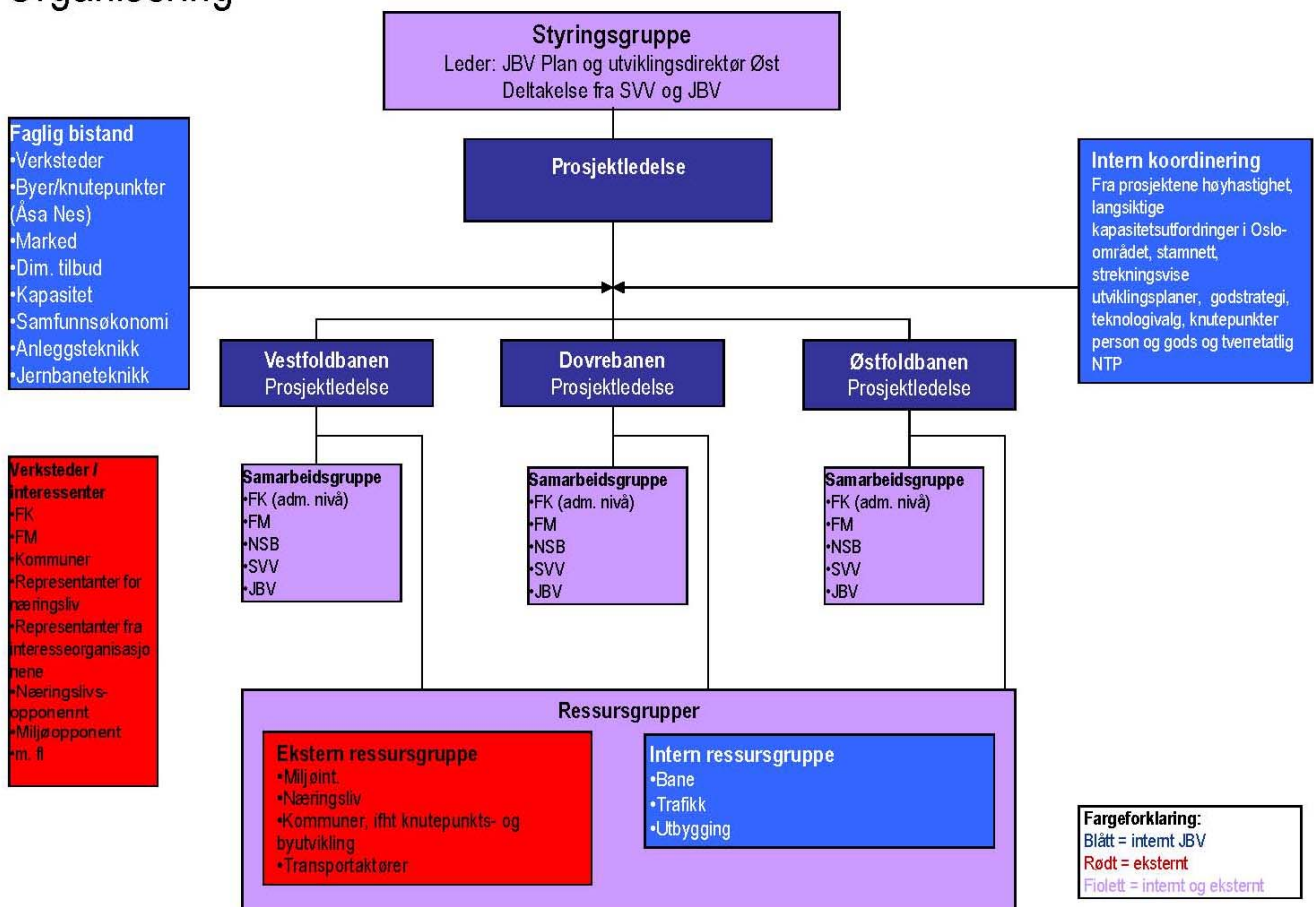 Organisering
Styringsgruppe
Leder: JBV Plan og utviklingsdirektør Øst
Deltakelse fra SVV og JBV
Faglig bistand
•Verksteder
•Byer/knutepunkter
(Åsa Nes)
•Marked
•Dim. tilbud
•Kapasitet
•Samfunnsøkonomi
•Anleggsteknikk
•Jernbaneteknikk
Prosjektledelse
Intern koordinering
Fra prosjektene høyhastighet,
langsiktige
kapasitetsutfordringer i Oslo-
området, stamnett,
strekningsvise
utviklingsplaner, godstrategi,
teknologivalg, knutepunkter
person og gods og tverretatlig
NTP
Vestfoldbanen
Prosjektledelse
Dovrebanen
Prosjektledelse
Østfoldbanen
Prosjektledelse
Verksteder /
interessenter
•FK
•FM
•Kommuner
•Representanter for
næringsliv
•Representanter fra
interesseorganisasjo
nene
•Næringslivs-
opponennt
•Miljøopponent
•m. fl
Samarbeidsgruppe
•FK (adm. nivå)
•FM
•NSB
•SVV
•JBV
Samarbeidsgruppe
•FK (adm. nivå)
•FM
•NSB
•SVV
•JBV
Samarbeidsgruppe
•FK (adm. nivå)
•FM
•NSB
•SVV
•JBV
Ressursgrupper
Ekstern ressursgruppe
•Miljøint.
•Næringsliv
•Kommuner, ifht knutepunkts- og
byutvikling
•Transportaktører
Intern ressursgruppe
•Bane
•Trafikk
•Utbygging
Fargeforklaring:
Blått = internt JBV
Rødt = eksternt
Fiolett = internt og eksternt